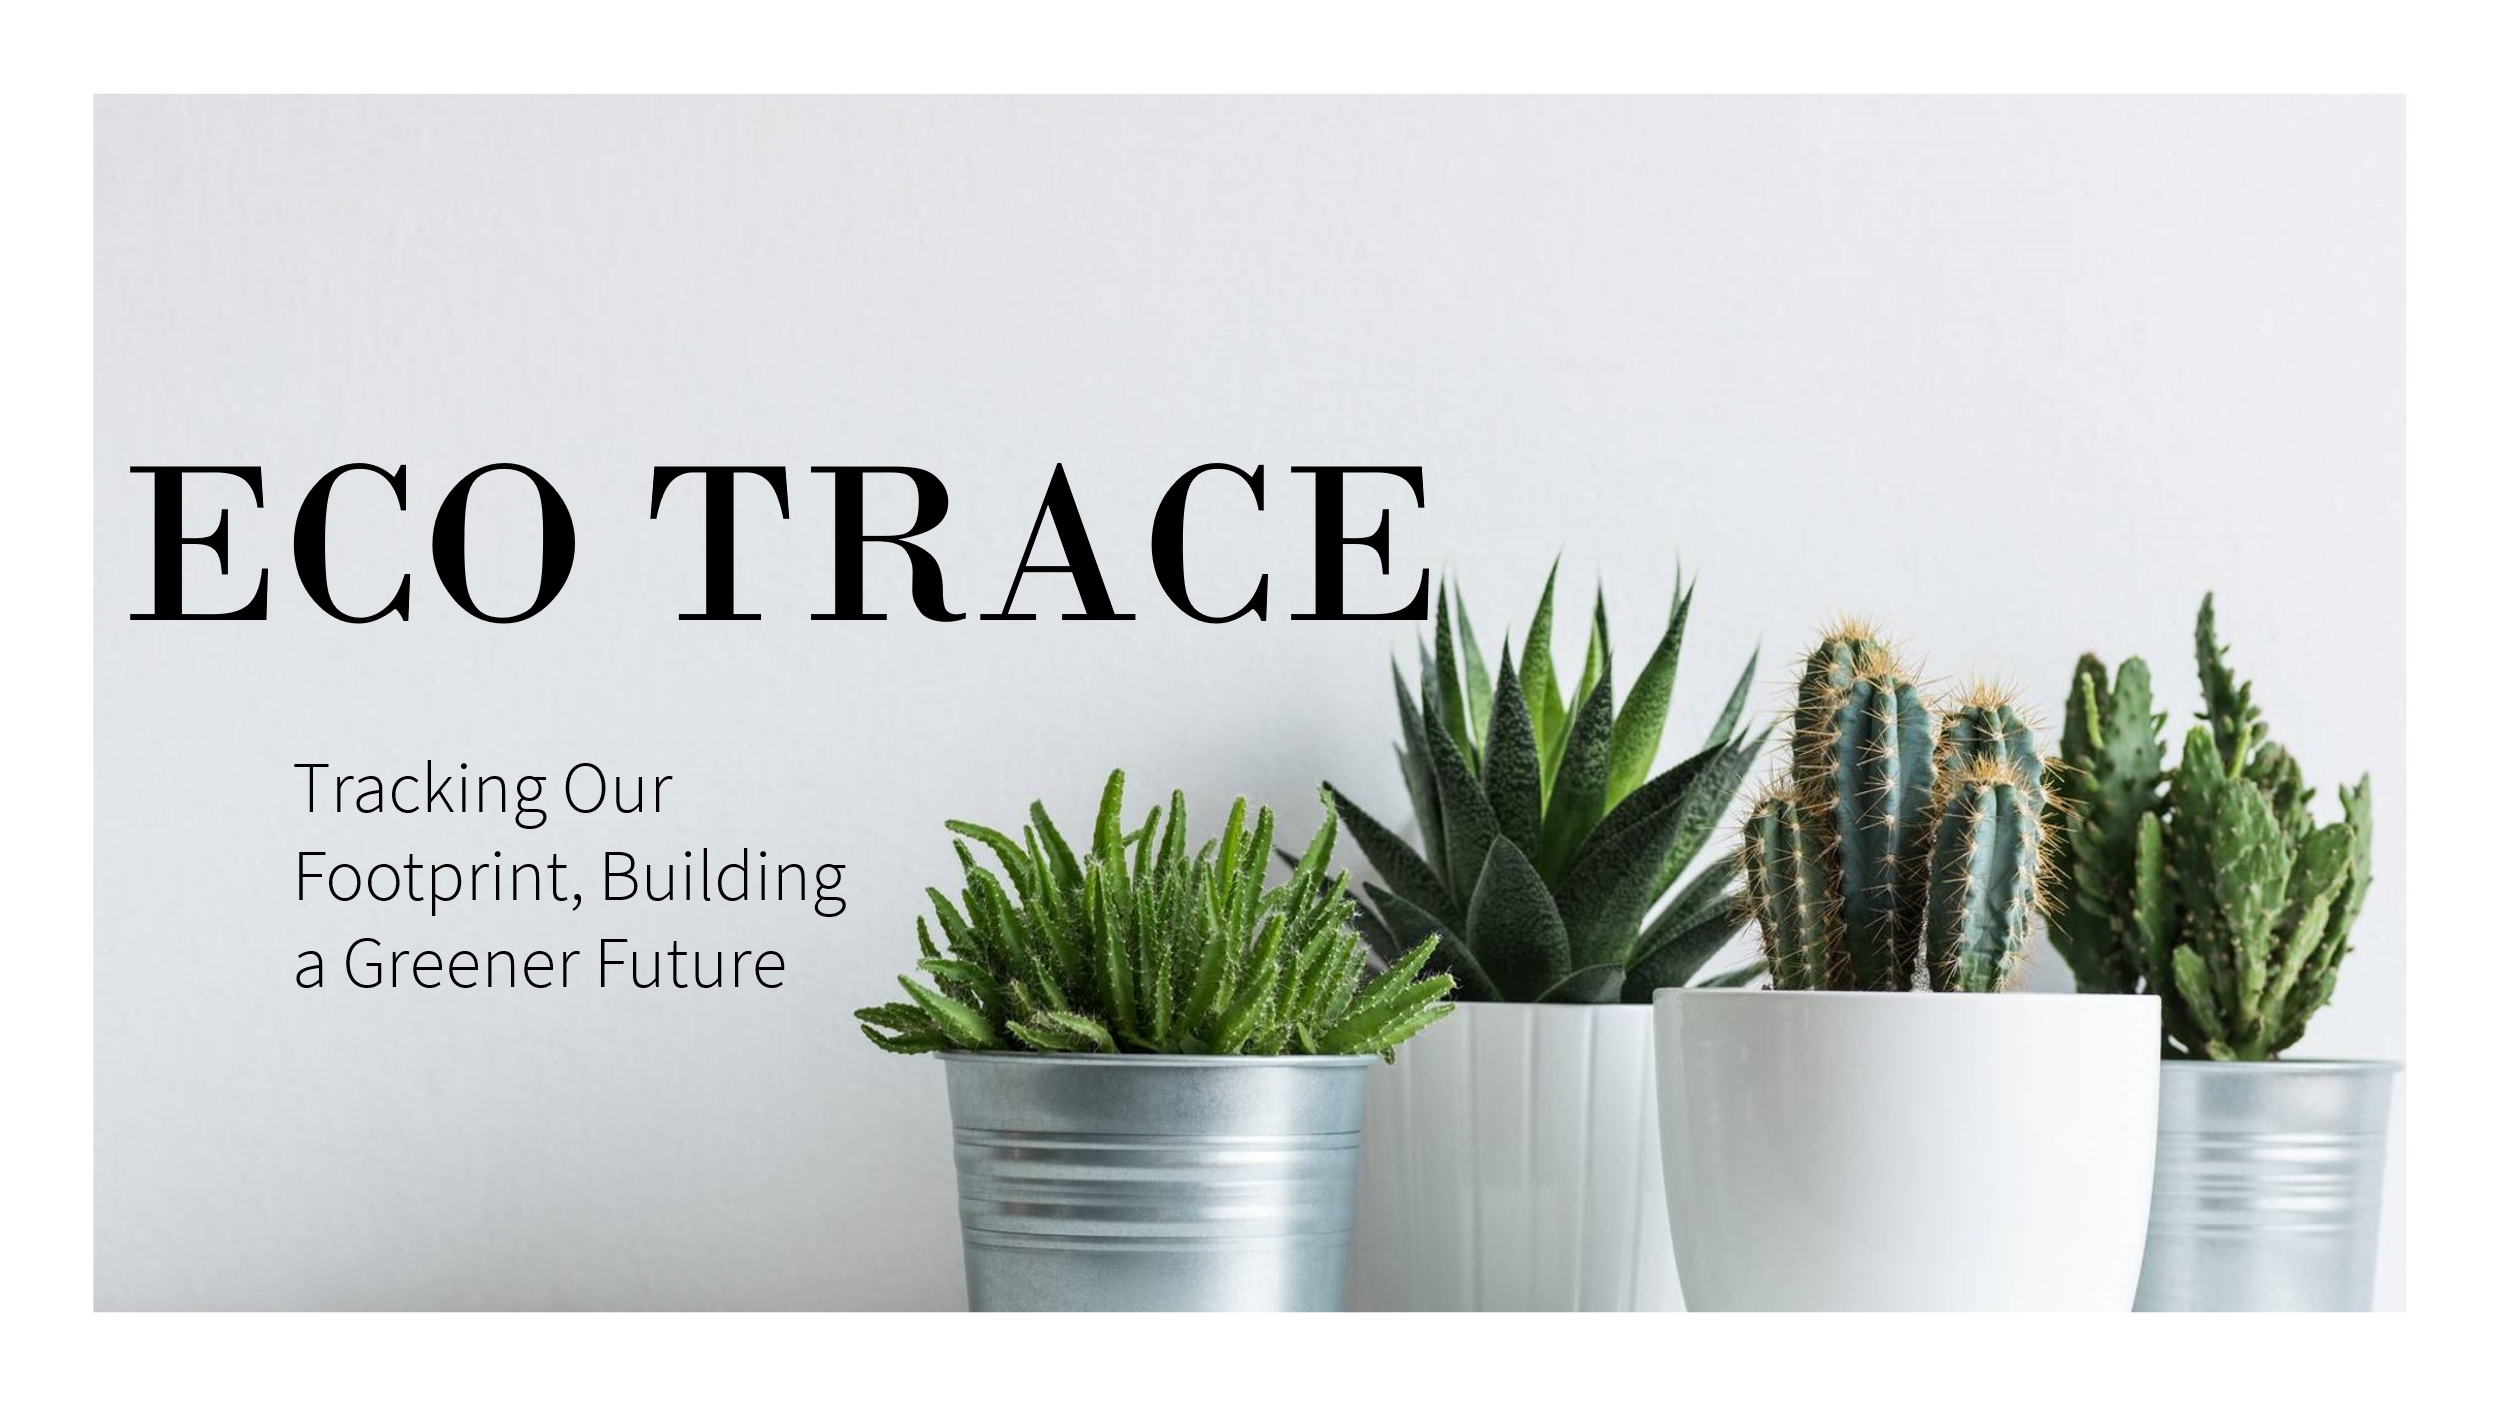 ECO TRACE
Tracking Our
Footprint, Building
a Greener Future